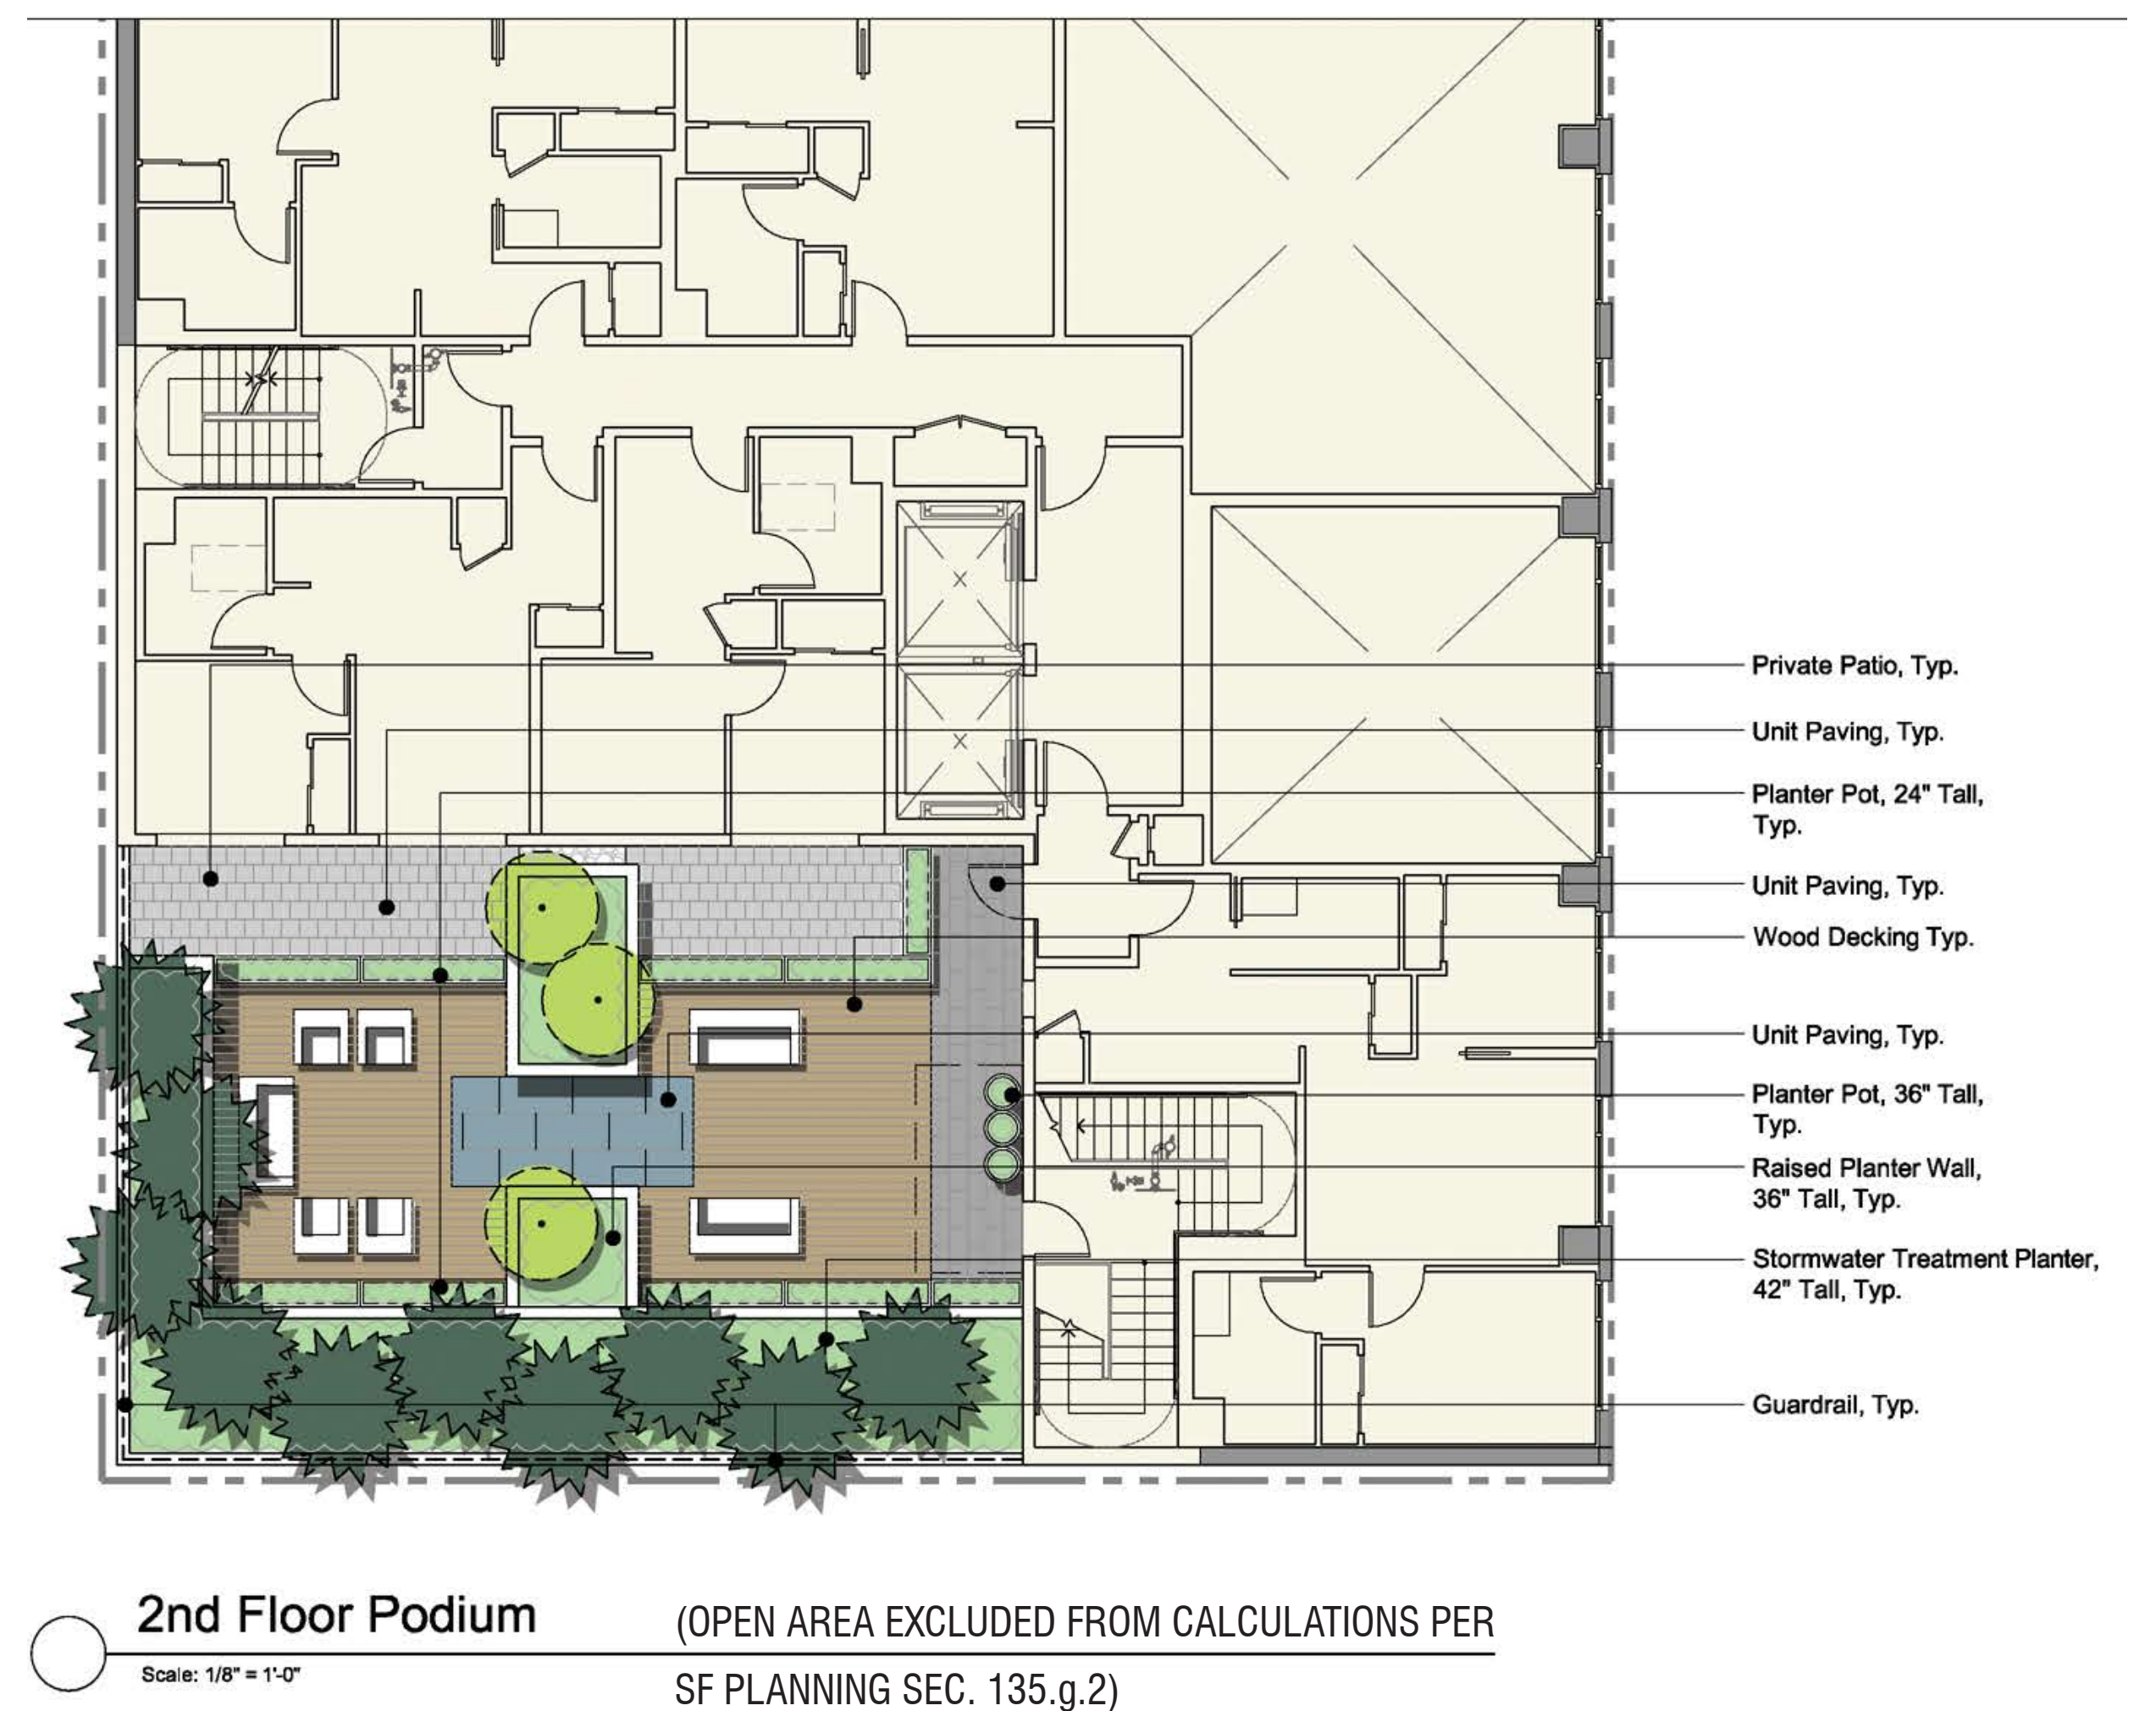 Private Patio, Typ.
Unit Paving, Typ.
Planter Pot, 24" Tall,
Typ.
Unit Paving, Typ.
Wood Decking Typ.
Unit Paving, Typ.
Planter Pot, 36" Tall,
Typ.
Raised Planter Wall,
36" Tall, Typ.
Stormwater Treatment Planter,
42" Tall, Typ.
Guardrail, Typ.
2nd Floor Podium
Scale: 1/8" = 1'-0"
(OPEN AREA EXCLUDED FROM CALCULATIONS PER
SF PLANNING SEC. 135.g.2)